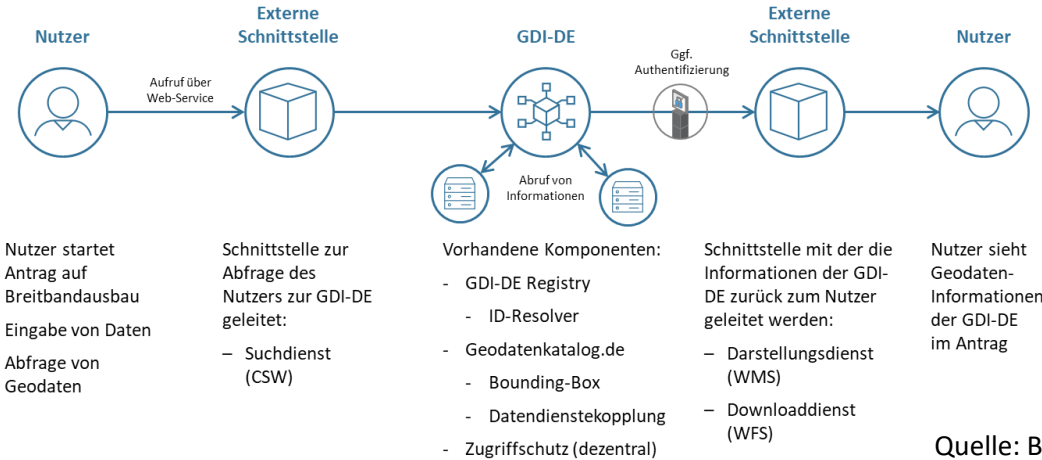 Nutzer
Externe
Schnittstelle
GDI-DE
Externe
Schnittstelle
Nutzer
Aufruf über
Web-Service
Ggf.
Authentifizierung
Abruf von
Informationen
Nutzer startet
Antrag auf
Breitbandausbau
Eingabe von Daten
Abfrage von
Geodaten
Schnittstelle zur
Abfrage des
Nutzers zur GDI-DE
geleitet:
– Suchdienst
(CSW)
Vorhandene Komponenten:
- GDI-DE Registry
- ID-Resolver
- Geodatenkatalog.de
- Bounding-Box
- Datendienstekopplung
- Zugriffschutz (dezentral)
Schnittstelle mit der die
Informationen der GDI-
DE zurück zum Nutzer
geleitet werden:
– Darstellungsdienst
(WMS)
– Downloaddienst
(WFS)
Nutzer sieht
Geodaten-
Informationen
der GDI-DE
im Antrag
Quelle: B